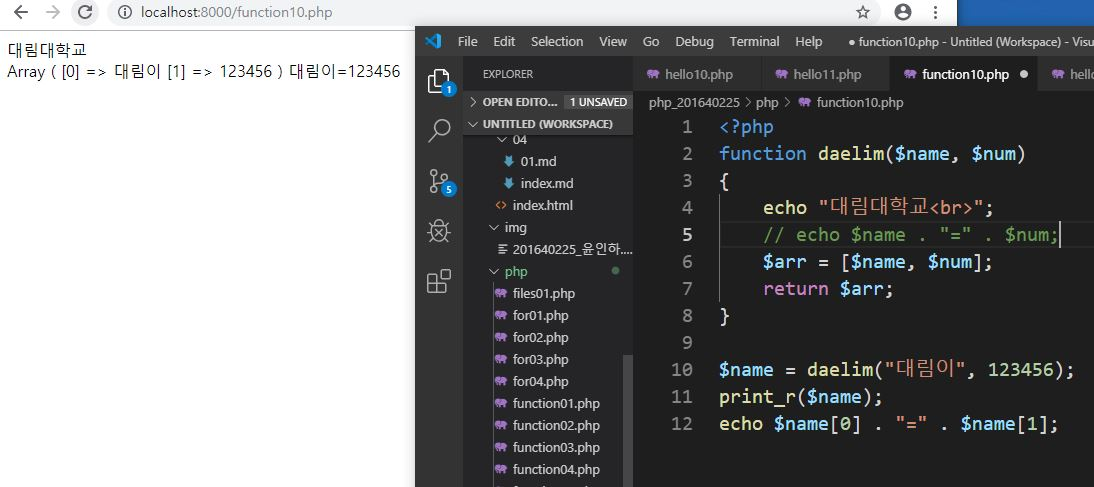 localhost:8000/function10.php
대림대학교
Array ( [0] => 대림이 [1] => 123456 ) 대림이=123456
File Edit Selection View Go Debug Terminal Help ● function10.php - Untitled (Workspace) - Visu
EXPLORER
OPEN EDITO... 1 UNSAVED
UNTITLED (WORKSPACE)
04
01.md
index.md
index.html
img
201640225_윤인하....
php
files01.php
for01.php
for02.php
for03.php
for04.php
function01.php
function02.php
function03.php
function04.php
1
5
hello10.php hello11.php function10.php ● hello
php_201640225 > php > function10.php
1 <?php
2 function daelim($name, $num)
3 {
4 echo "대림대학교<br>";
5 // echo $name . "=" . $num;
6 $arr = [$name, $num];
7 return $arr;
8 }
9
10 $name = daelim("대림이", 123456);
11 print_r($name);
12 echo $name[0] . "=" . $name[1];